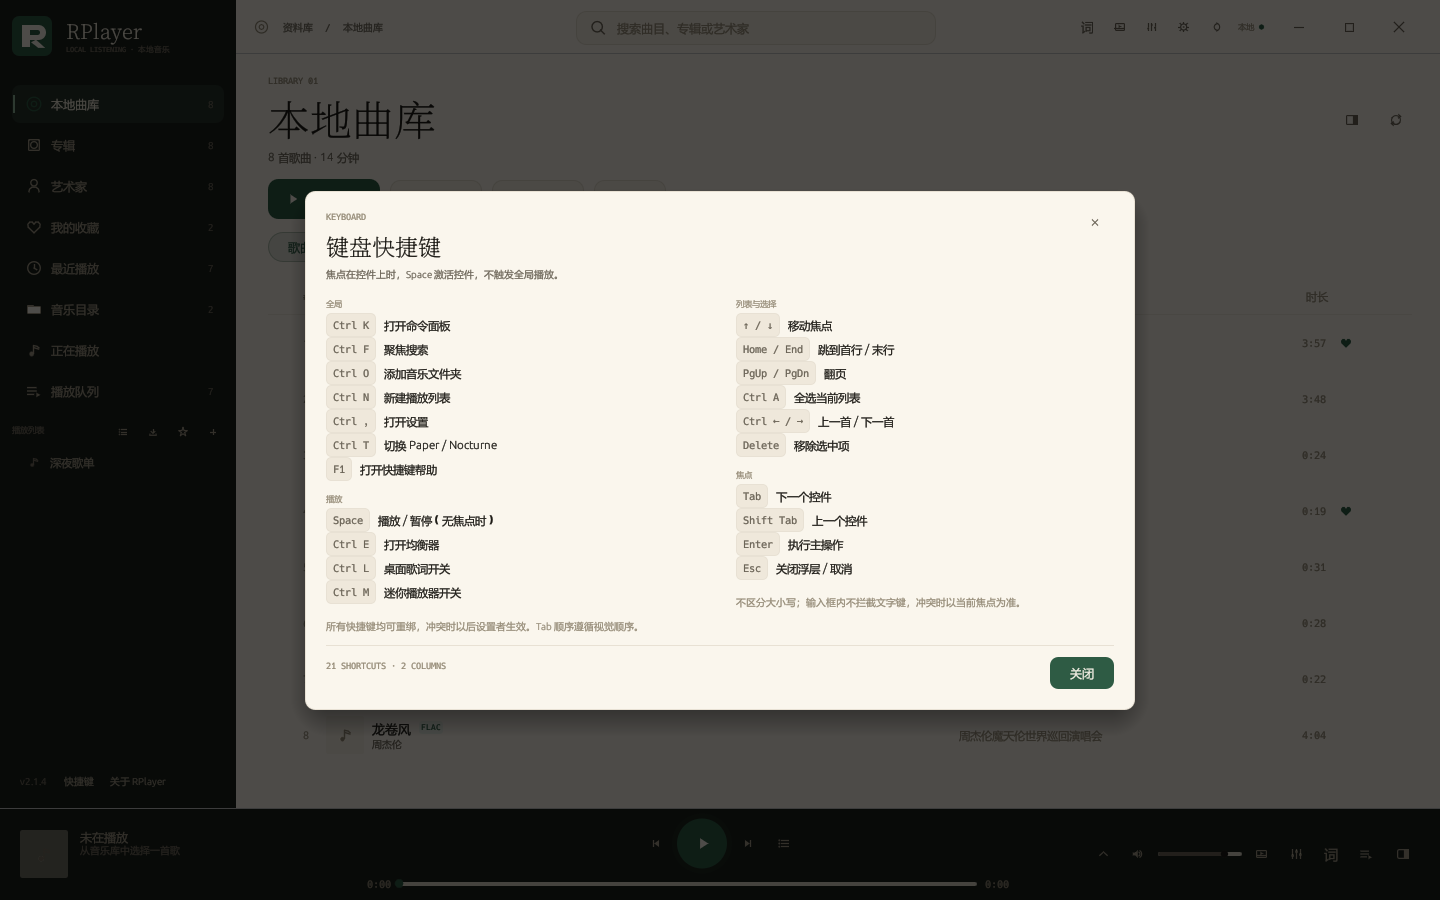 RPlayer
LOCAL LISTENING · 本地音乐
本地曲库 8
专辑 8
艺术家 8
我的收藏 2
最近播放 7
音乐目录 2
正在播放
播放队列 7
播放列表
深夜歌单
v2.1.4 快捷键 关于 RPlayer
资料库 / 本地曲库
搜索曲目、专辑或艺术家
词
本地
LIBRARY 01
本地曲库
8 首歌曲 · 14 分钟
时长
3:57
3:48
0:24
0:19
0:31
0:28
0:22
8 龙卷风 FLAC 周杰伦魔天伦世界巡回演唱会 4:04
周杰伦
KEYBOARD
×
键盘快捷键
焦点在控件上时，Space 激活控件，不触发全局播放。
全局
Ctrl K 打开命令面板
Ctrl F 聚焦搜索
Ctrl O 添加音乐文件夹
Ctrl N 新建播放列表
Ctrl , 打开设置
Ctrl T 切换 Paper / Nocturne
F1 打开快捷键帮助
播放
Space 播放 / 暂停 ( 无焦点时 )
Ctrl E 打开均衡器
Ctrl L 桌面歌词开关
Ctrl M 迷你播放器开关
所有快捷键均可重绑，冲突时以后设置者生效。Tab 顺序遵循视觉顺序。
列表与选择
↑ / ↓ 移动焦点
Home / End 跳到首行 / 末行
PgUp / PgDn 翻页
Ctrl A 全选当前列表
Ctrl ← / → 上一首 / 下一首
Delete 移除选中项
焦点
Tab 下一个控件
Shift Tab 上一个控件
Enter 执行主操作
Esc 关闭浮层 / 取消
不区分大小写；输入框内不拦截文字键，冲突时以当前焦点为准。
21 SHORTCUTS · 2 COLUMNS
关闭
未在播放
从音乐库中选择一首歌
0:00
0:00
词